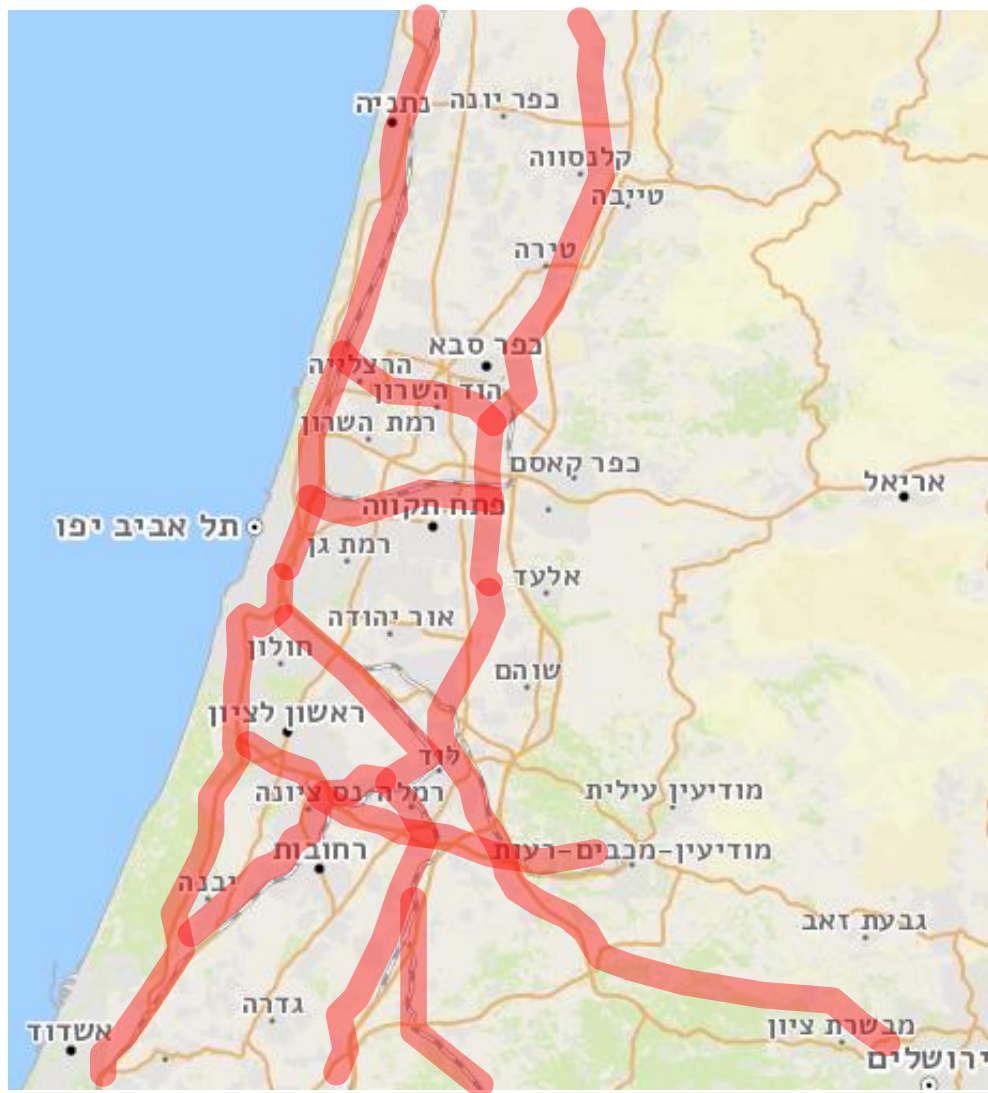 נתניה
כפר יונה
קלנסווה
טייבה
טירה
כפר סבא
הרצלייה
הוד השרון
רמת השרון
כפר קאסם
אריאל
פתח תקווה
תל אביב יפו
רמת גן
אלעד
אור יהודה
חולון
שוהם
ראשון לציון
לוד
מודיעין עילית
רמלה
נס ציונה
רחובות
מודיעין-מכבים-רעות
יבנה
גבעת זאב
גדרה
מבשרת ציון
אשדוד
ירושלים